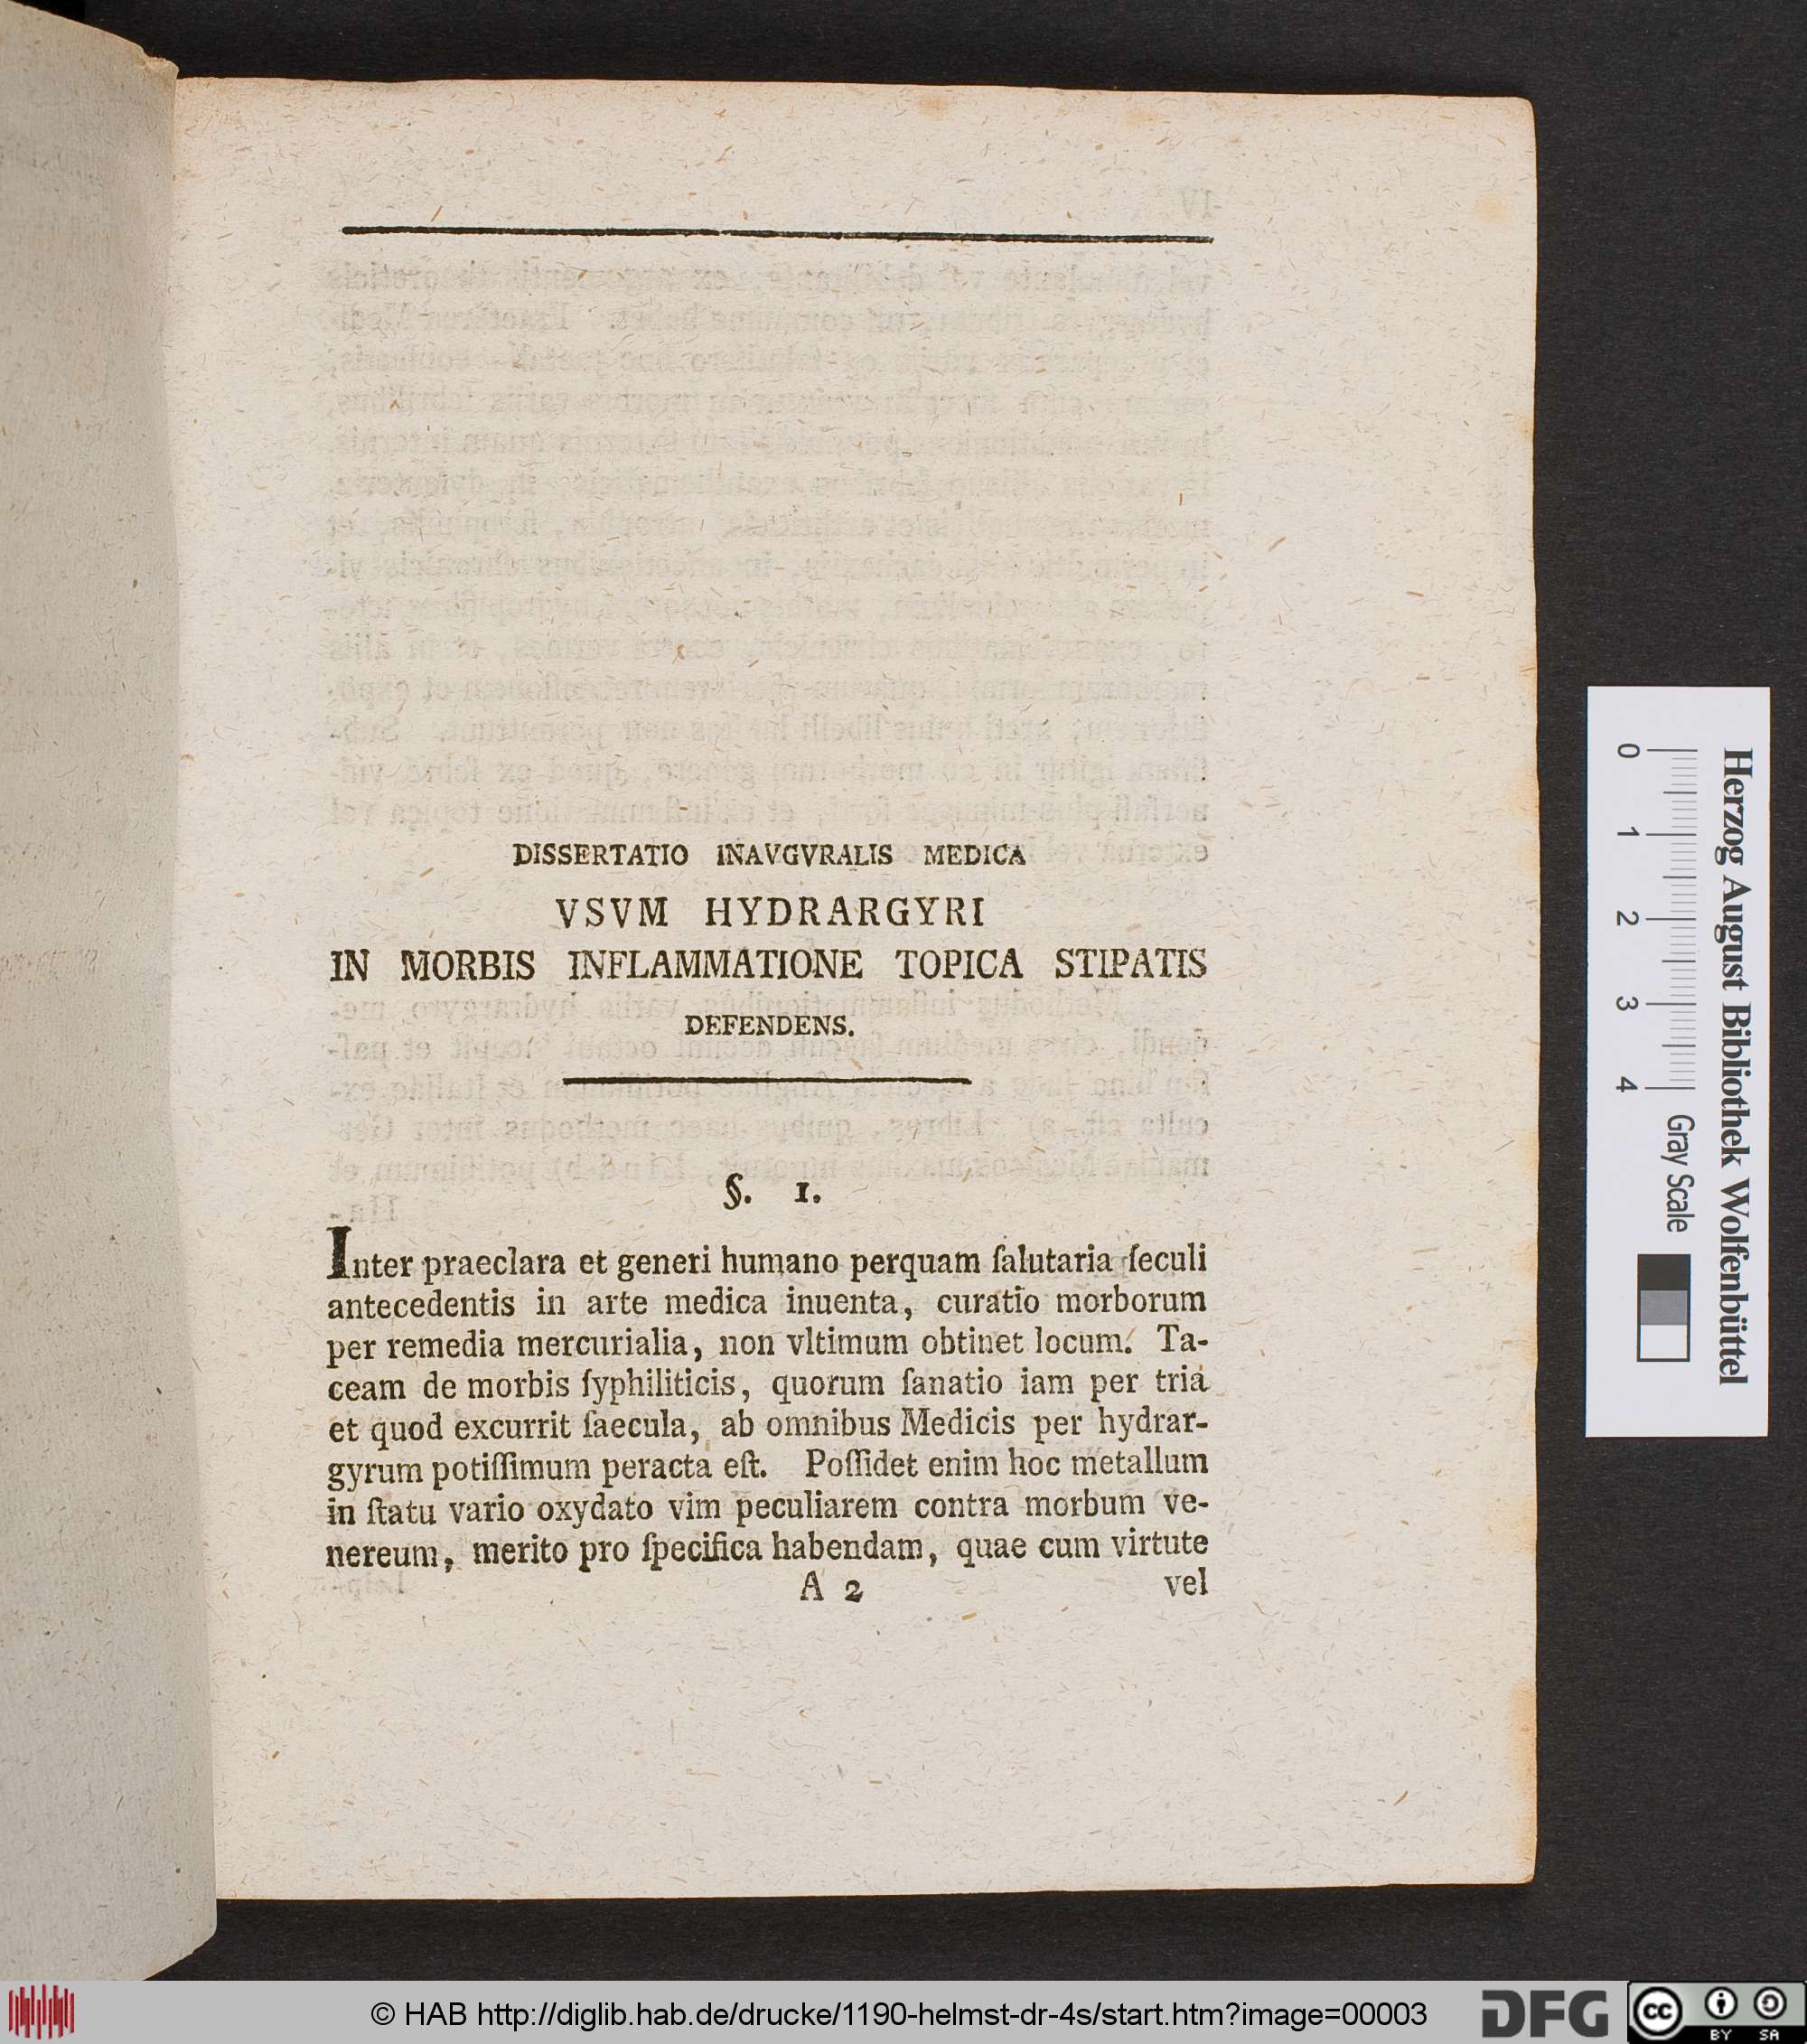 DISSERTATIO INAVGVRALIS MEDICA
VSVM HYDRARGYRI
IN MORBIS INFLAMMATIONE TOPICA STIPATIS
DEFENDENS.
§. 1.
Inter praeclara et generi humano perquam ſalutaria ſeculi
antecedentis in arte medica inuenta, curatio morborum
per remedia mercurialia, non vltimum obtinet locum. Ta-
ceam de morbis ſyphiliticis, quorum ſanatio iam per tria
et quod excurrit ſaecula, ab omnibus Medicis per hydrar-
gyrum potiſſimum peracta eſt. Poſſidet enim hoc metallum
in ſtatu vario oxydato vim peculiarem contra morbum ve-
nereum, merito pro ſpecifica habendam, quae cum virtute
A 2 vel
Herzog August Bibliothek Wolfenbüttel
0 1 2 3 4 Gray Scale
© HAB http://diglib.hab.de/drucke/1190-helmst-dr-4s/start.htm?image=00003
DFG
cc BY SA